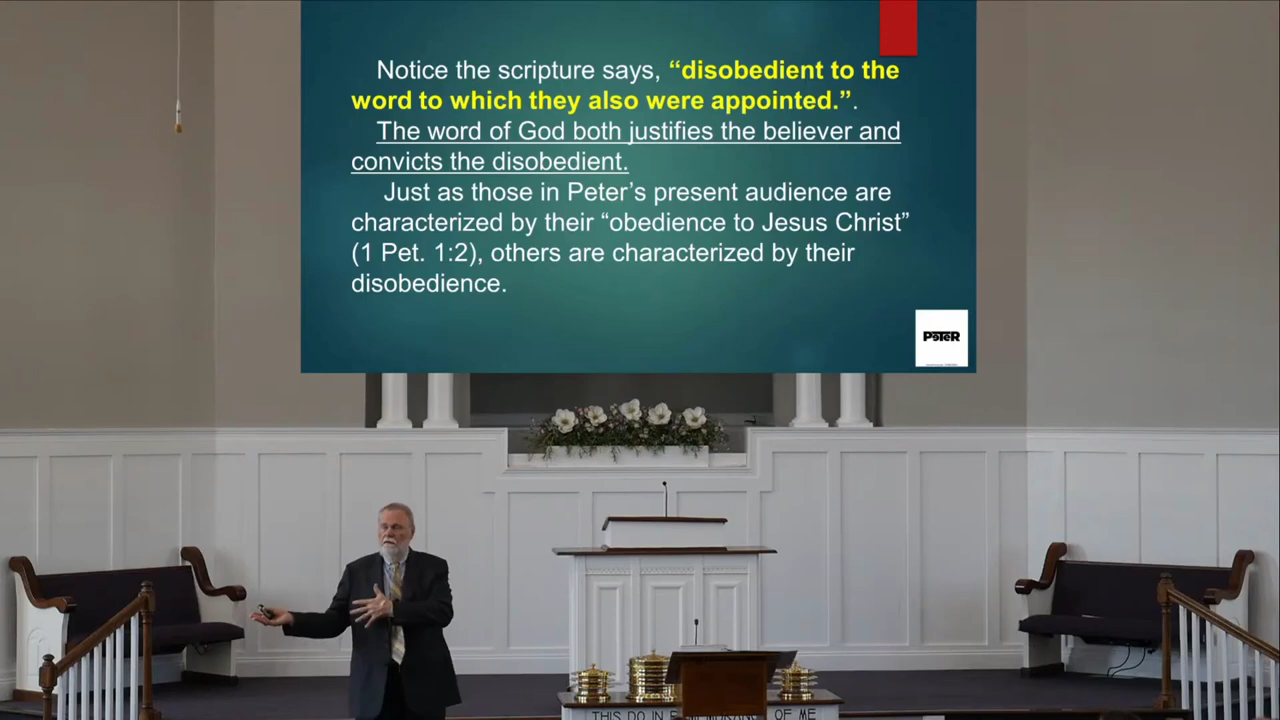 Notice the scripture says, “disobedient to the
word to which they also were appointed.”.
The word of God both justifies the believer and
convicts the disobedient.
Just as those in Peter’s present audience are
characterized by their “obedience to Jesus Christ”
(1 Pet. 1:2), others are characterized by their
disobedience.
PeTeR
THIS DO IN OF ME